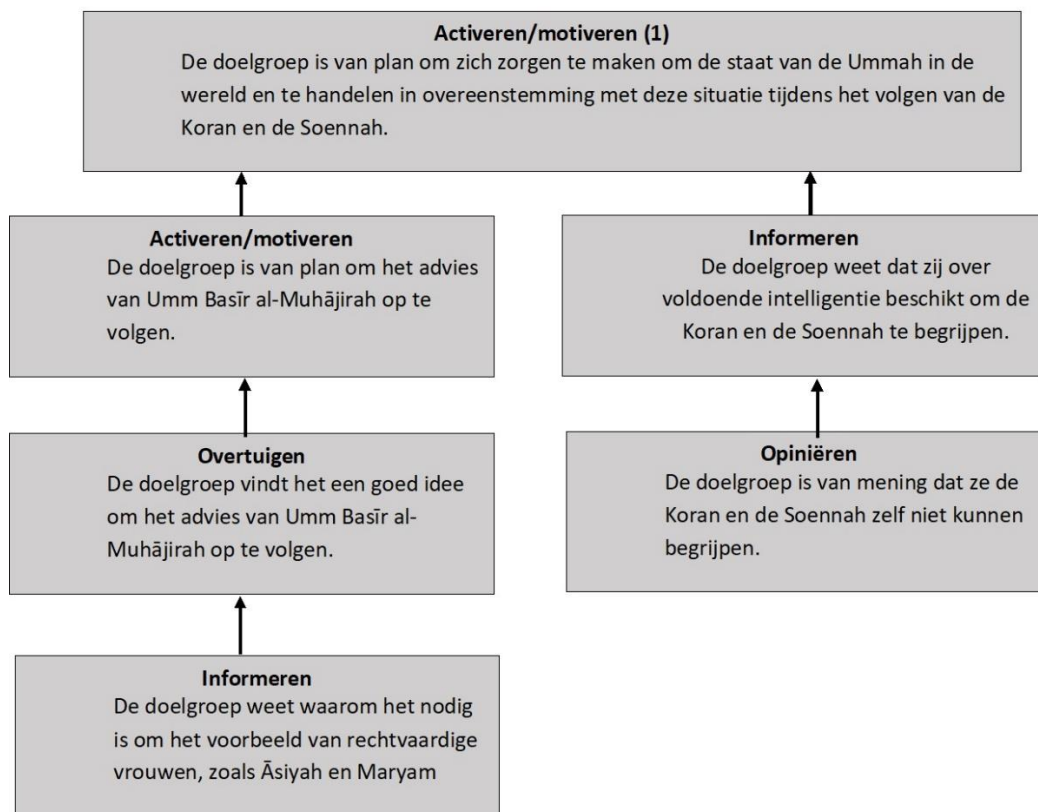 Activeren/motiveren (1)
De doelgroep is van plan om zich zorgen te maken om de staat van de Ummah in de
wereld en te handelen in overeenstemming met deze situatie tijdens het volgen van de
Koran en de Soennah.
Activeren/motiveren
De doelgroep is van plan om het advies
van Umm Basīr al-Muhājirah op te
volgen.
Informeren
De doelgroep weet dat zij over
voldoende intelligentie beschikt om de
Koran en de Soennah te begrijpen.
Overtuigen
De doelgroep vindt het een goed idee
om het advies van Umm Basīr al-
Muhājirah op te volgen.
Opiniëren
De doelgroep is van mening dat ze de
Koran en de Soennah zelf niet kunnen
begrijpen.
Informeren
De doelgroep weet waarom het nodig
is om het voorbeeld van rechtvaardige
vrouwen, zoals Āsiyah en Maryam